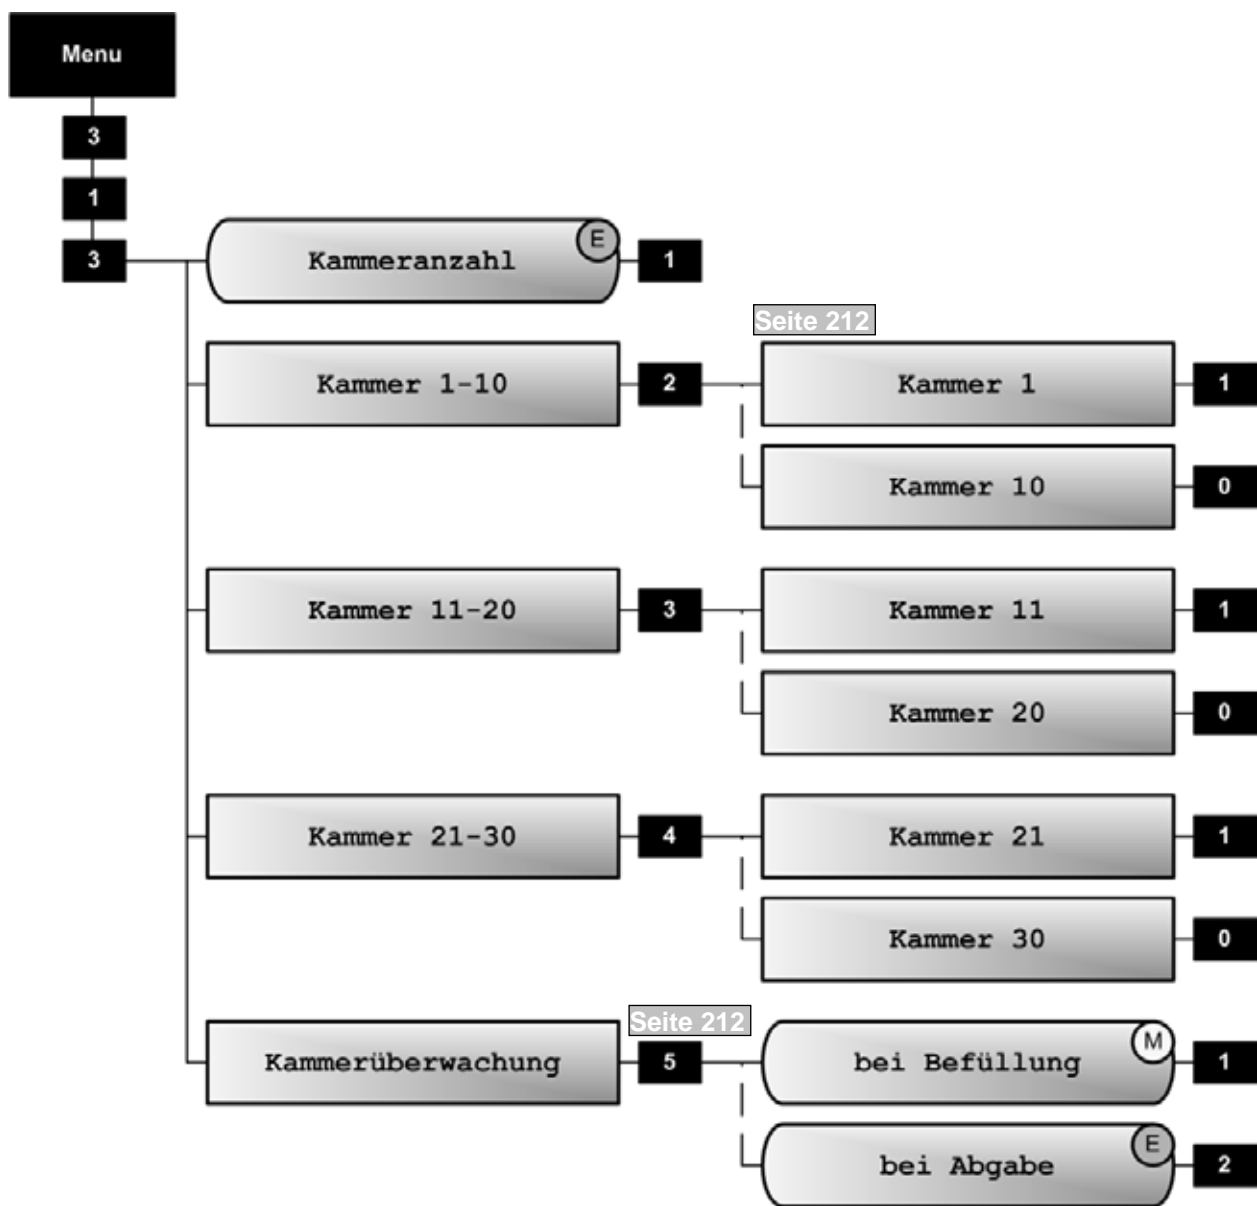 Menu
3
1
3
Kammeranzahl E 1
Seite 212
Kammer 1-10 2 Kammer 1 1
Kammer 10 0
Kammer 11-20 3 Kammer 11 1
Kammer 20 0
Kammer 21-30 4 Kammer 21 1
Kammer 30 0
Seite 212
Kammerüberwachung 5 bei Befüllung M 1
bei Abgabe E 2